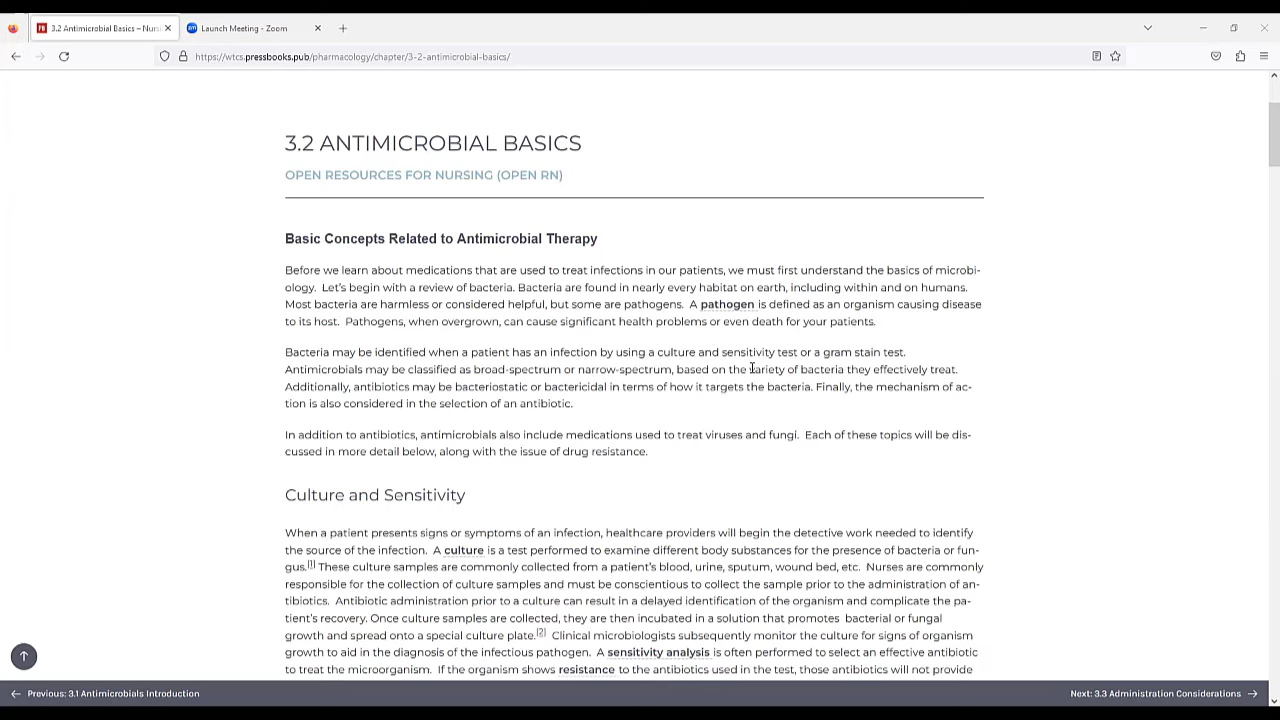 3.2 Antimicrobial Basics – Nursi
Launch Meeting - Zoom
https://wtcs.pressbooks.pub/pharmacology/chapter/3-2-antimicrobial-basics/
3.2 ANTIMICROBIAL BASICS
OPEN RESOURCES FOR NURSING (OPEN RN)
Basic Concepts Related to Antimicrobial Therapy
Before we learn about medications that are used to treat infections in our patients, we must first understand the basics of microbi-
ology. Let's begin with a review of bacteria. Bacteria are found in nearly every habitat on earth, including within and on humans.
Most bacteria are harmless or considered helpful, but some are pathogens. A pathogen is defined as an organism causing disease
to its host. Pathogens, when overgrown, can cause significant health problems or even death for your patients.
Bacteria may be identified when a patient has an infection by using a culture and sensitivity test or a gram stain test.
Antimicrobials may be classified as broad-spectrum or narrow-spectrum, based on the variety of bacteria they effectively treat.
Additionally, antibiotics may be bacteriostatic or bactericidal in terms of how it targets the bacteria. Finally, the mechanism of ac-
tion is also considered in the selection of an antibiotic.
In addition to antibiotics, antimicrobials also include medications used to treat viruses and fungi. Each of these topics will be dis-
cussed in more detail below, along with the issue of drug resistance.
Culture and Sensitivity
When a patient presents signs or symptoms of an infection, healthcare providers will begin the detective work needed to identify
the source of the infection. A culture is a test performed to examine different body substances for the presence of bacteria or fun-
gus.[1] These culture samples are commonly collected from a patient's blood, urine, sputum, wound bed, etc. Nurses are commonly
responsible for the collection of culture samples and must be conscientious to collect the sample prior to the administration of an-
tibiotics. Antibiotic administration prior to a culture can result in a delayed identification of the organism and complicate the pa-
tient's recovery. Once culture samples are collected, they are then incubated in a solution that promotes bacterial or fungal
growth and spread onto a special culture plate.[2] Clinical microbiologists subsequently monitor the culture for signs of organism
growth to aid in the diagnosis of the infectious pathogen. A sensitivity analysis is often performed to select an effective antibiotic
to treat the microorganism. If the organism shows resistance to the antibiotics used in the test, those antibiotics will not provide
Previous: 3.1 Antimicrobials Introduction
Next: 3.3 Administration Considerations